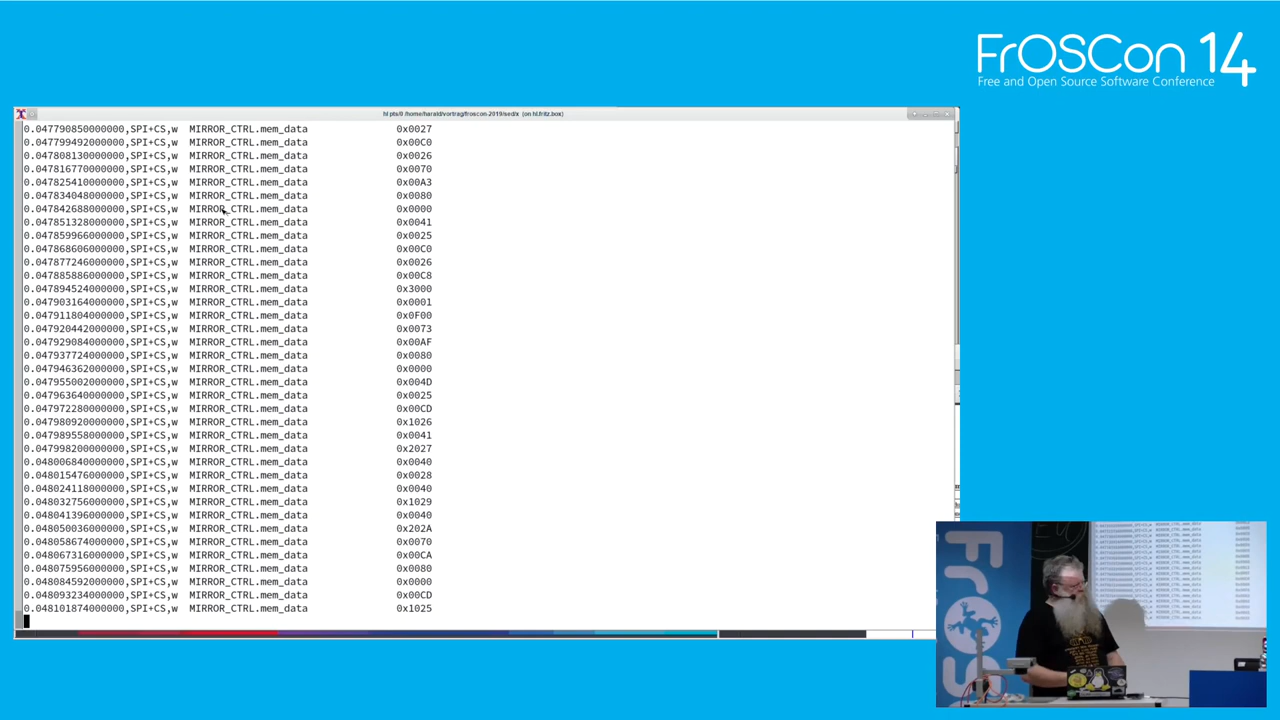 FrOSCon 14
Free and Open Source Software Conference
hl pts/0 /home/harald/vortrag/froscon-2019/sed/x (on hl.fritz.box)
0.047790850000000,SPI+CS,w MIRROR_CTRL.mem_data 0x0027
0.047799492000000,SPI+CS,w MIRROR_CTRL.mem_data 0x00C0
0.047808130000000,SPI+CS,w MIRROR_CTRL.mem_data 0x0026
0.047816770000000,SPI+CS,w MIRROR_CTRL.mem_data 0x0070
0.047825410000000,SPI+CS,w MIRROR_CTRL.mem_data 0x00A3
0.047834048000000,SPI+CS,w MIRROR_CTRL.mem_data 0x0080
0.047842688000000,SPI+CS,w MIRROR_CTRL.mem_data 0x0000
0.047851328000000,SPI+CS,w MIRROR_CTRL.mem_data 0x0041
0.047859966000000,SPI+CS,w MIRROR_CTRL.mem_data 0x0025
0.047868606000000,SPI+CS,w MIRROR_CTRL.mem_data 0x00C0
0.047877246000000,SPI+CS,w MIRROR_CTRL.mem_data 0x0026
0.047885886000000,SPI+CS,w MIRROR_CTRL.mem_data 0x00C8
0.047894524000000,SPI+CS,w MIRROR_CTRL.mem_data 0x3000
0.047903164000000,SPI+CS,w MIRROR_CTRL.mem_data 0x0001
0.047911804000000,SPI+CS,w MIRROR_CTRL.mem_data 0x0F00
0.047920442000000,SPI+CS,w MIRROR_CTRL.mem_data 0x0073
0.047929084000000,SPI+CS,w MIRROR_CTRL.mem_data 0x00AF
0.047937724000000,SPI+CS,w MIRROR_CTRL.mem_data 0x0080
0.047946362000000,SPI+CS,w MIRROR_CTRL.mem_data 0x0000
0.047955002000000,SPI+CS,w MIRROR_CTRL.mem_data 0x004D
0.047963640000000,SPI+CS,w MIRROR_CTRL.mem_data 0x0025
0.047972280000000,SPI+CS,w MIRROR_CTRL.mem_data 0x00CD
0.047980920000000,SPI+CS,w MIRROR_CTRL.mem_data 0x1026
0.047989558000000,SPI+CS,w MIRROR_CTRL.mem_data 0x0041
0.047998200000000,SPI+CS,w MIRROR_CTRL.mem_data 0x2027
0.048006840000000,SPI+CS,w MIRROR_CTRL.mem_data 0x0040
0.048015476000000,SPI+CS,w MIRROR_CTRL.mem_data 0x0028
0.048024118000000,SPI+CS,w MIRROR_CTRL.mem_data 0x0040
0.048032756000000,SPI+CS,w MIRROR_CTRL.mem_data 0x1029
0.048041396000000,SPI+CS,w MIRROR_CTRL.mem_data 0x0040
0.048050036000000,SPI+CS,w MIRROR_CTRL.mem_data 0x202A
0.048058674000000,SPI+CS,w MIRROR_CTRL.mem_data 0x0070
0.048067316000000,SPI+CS,w MIRROR_CTRL.mem_data 0x00CA
0.048075956000000,SPI+CS,w MIRROR_CTRL.mem_data 0x0080
0.048084592000000,SPI+CS,w MIRROR_CTRL.mem_data 0x0000
0.048093234000000,SPI+CS,w MIRROR_CTRL.mem_data 0x00CD
0.048101874000000,SPI+CS,w MIRROR_CTRL.mem_data 0x1025
FrOS